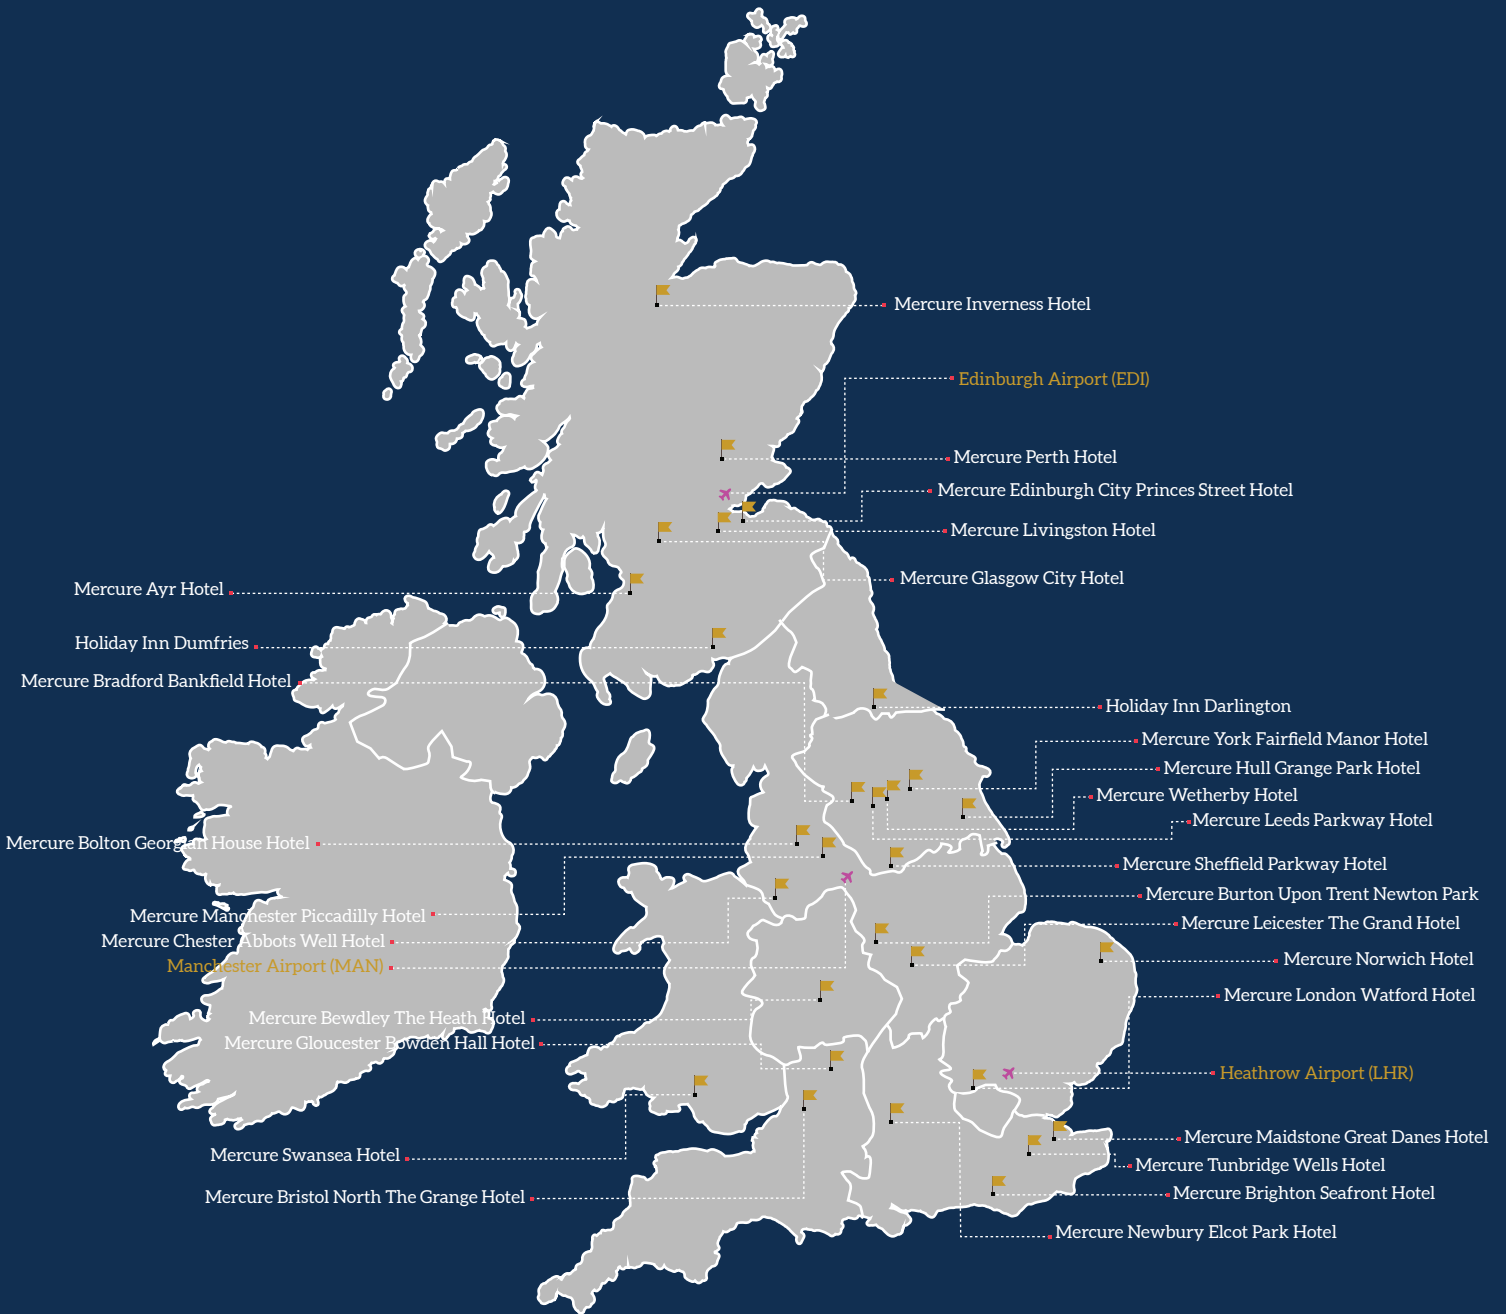 Mercure Inverness Hotel
Edinburgh Airport (EDI)
Mercure Perth Hotel
Mercure Edinburgh City Princes Street Hotel
Mercure Livingston Hotel
Mercure Glasgow City Hotel
Mercure Ayr Hotel
Holiday Inn Dumfries
Mercure Bradford Bankfield Hotel
Holiday Inn Darlington
Mercure York Fairfield Manor Hotel
Mercure Hull Grange Park Hotel
Mercure Wetherby Hotel
Mercure Leeds Parkway Hotel
Mercure Bolton Georgian House Hotel
Mercure Sheffield Parkway Hotel
Mercure Burton Upon Trent Newton Park
Mercure Manchester Piccadilly Hotel
Mercure Leicester The Grand Hotel
Mercure Chester Abbots Well Hotel
Mercure Norwich Hotel
Manchester Airport (MAN)
Mercure London Watford Hotel
Mercure Bewdley The Heath Hotel
Mercure Gloucester Bowden Hall Hotel
Heathrow Airport (LHR)
Mercure Maidstone Great Danes Hotel
Mercure Swansea Hotel
Mercure Tunbridge Wells Hotel
Mercure Bristol North The Grange Hotel
Mercure Brighton Seafront Hotel
Mercure Newbury Elcot Park Hotel